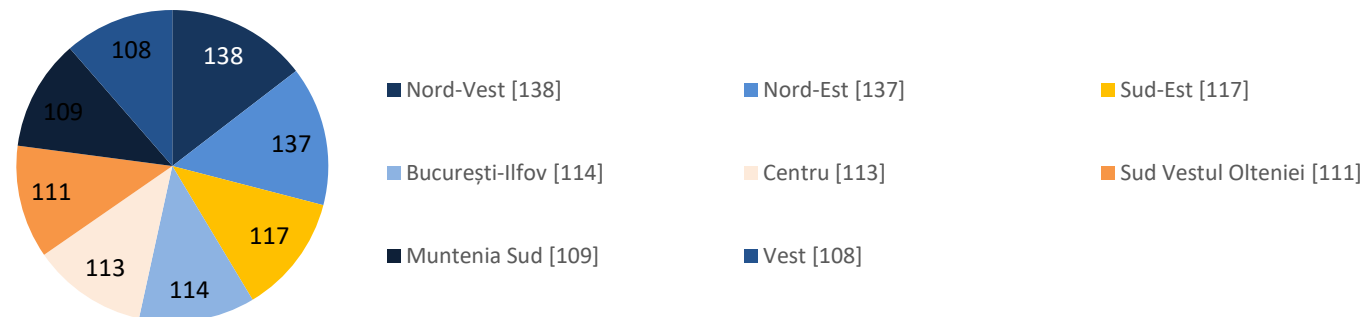 108
138
109
137
111
117
113
114
Nord-Vest [138]
Nord-Est [137]
Sud-Est [117]
București-Ilfov [114]
Centru [113]
Sud Vestul Olteniei [111]
Muntenia Sud [109]
Vest [108]